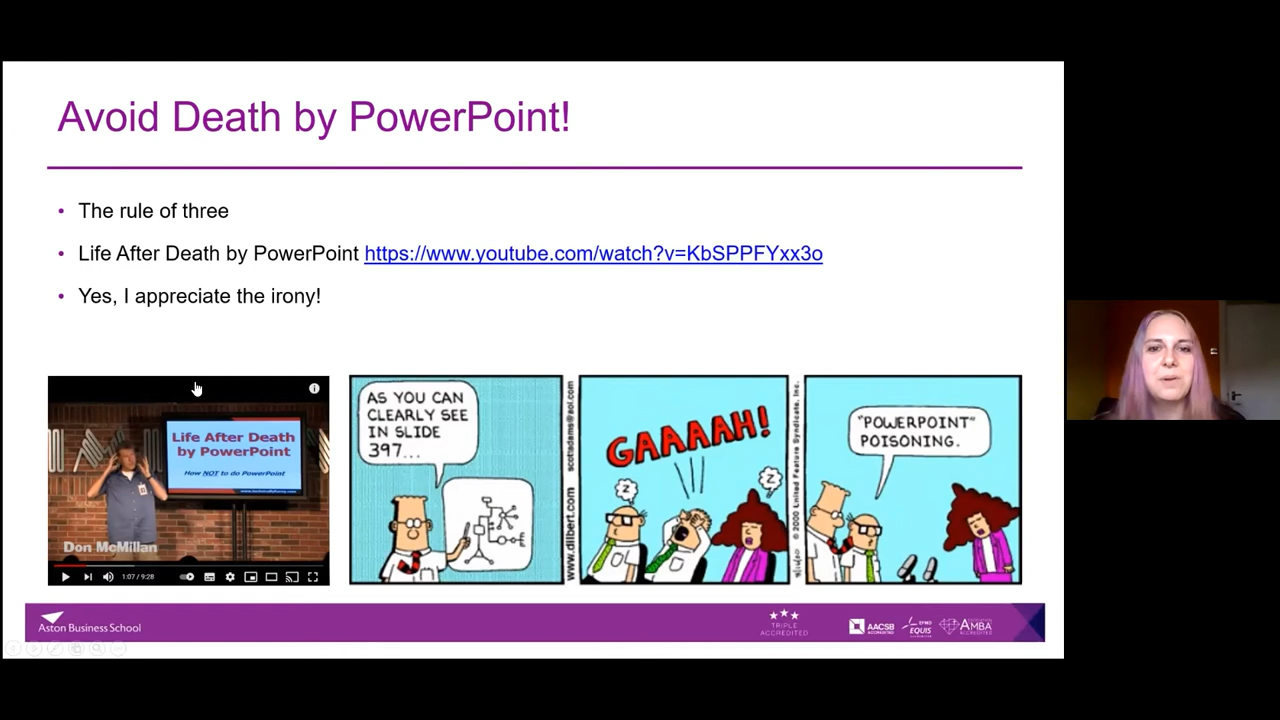 Avoid Death by PowerPoint!
• The rule of three
• Life After Death by PowerPoint https://www.youtube.com/watch?v=KbSPPFYxx3o
• Yes, I appreciate the irony!
Life After Death
by PowerPoint
How NOT to do PowerPoint
Don McMillan
1:07 / 9:28
AS YOU CAN
CLEARLY SEE
IN SLIDE
397...
www.dilbert.com
scottadams@aol.com
GAAAAH!
Z
Z
© 2000 United Feature Syndicate, Inc.
"POWERPOINT"
POISONING.
Aston Business School
TRIPLE
ACCREDITED
AACSB
ACCREDITED
EFMD
EQUIS
ACCREDITED
AMBA
ACCREDITED